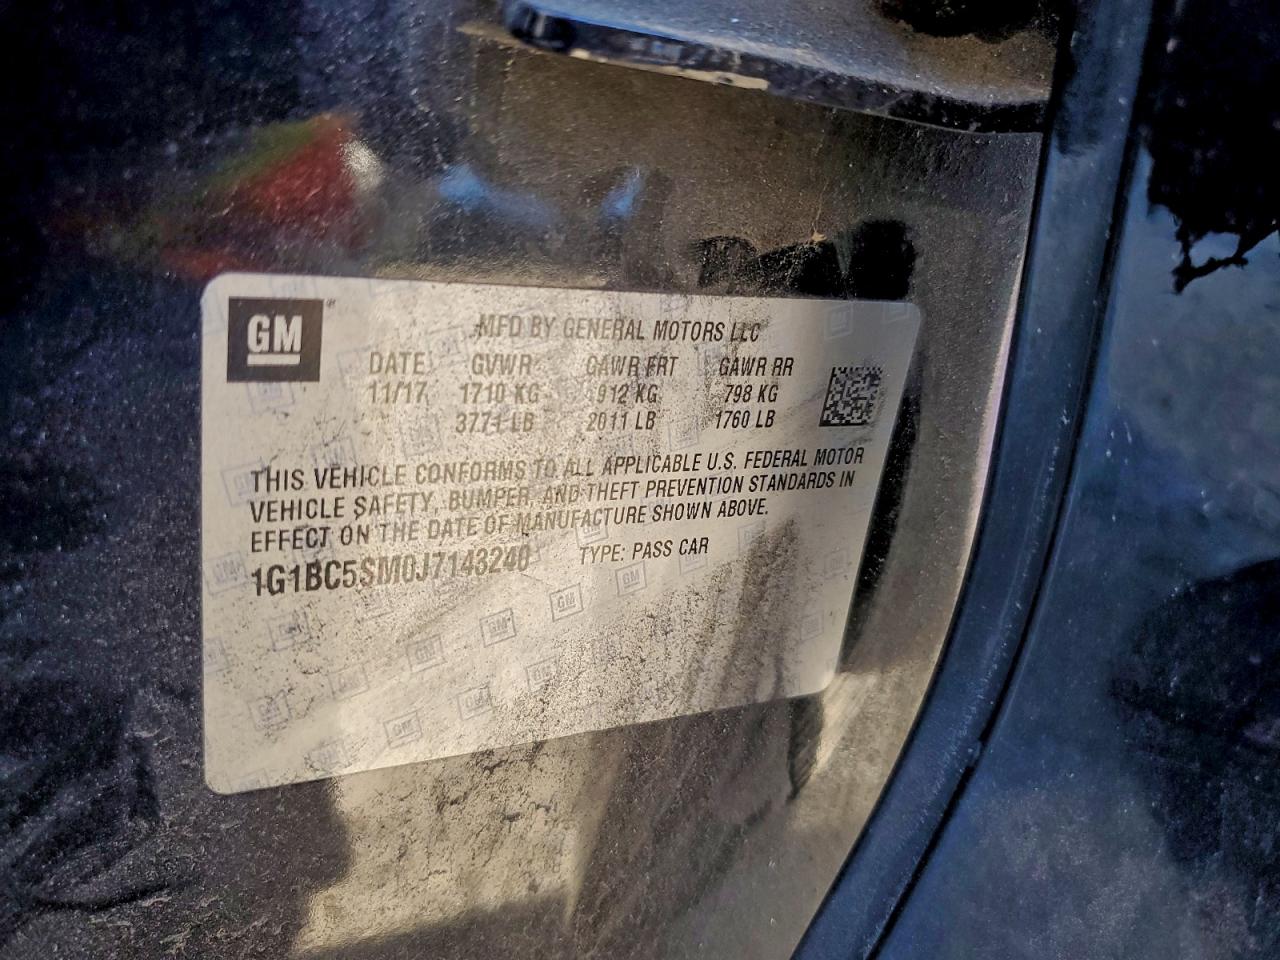 GM
MFD BY GENERAL MOTORS LLC
DATE GVWR GAWR FRT GAWR RR
11/17 1710 KG 912 KG 798 KG
3771 LB 2011 LB 1760 LB
THIS VEHICLE CONFORMS TO ALL APPLICABLE U.S. FEDERAL MOTOR
VEHICLE SAFETY, BUMPER, AND THEFT PREVENTION STANDARDS IN
EFFECT ON THE DATE OF MANUFACTURE SHOWN ABOVE.
1G1BC5SM0J7143240 TYPE: PASS CAR